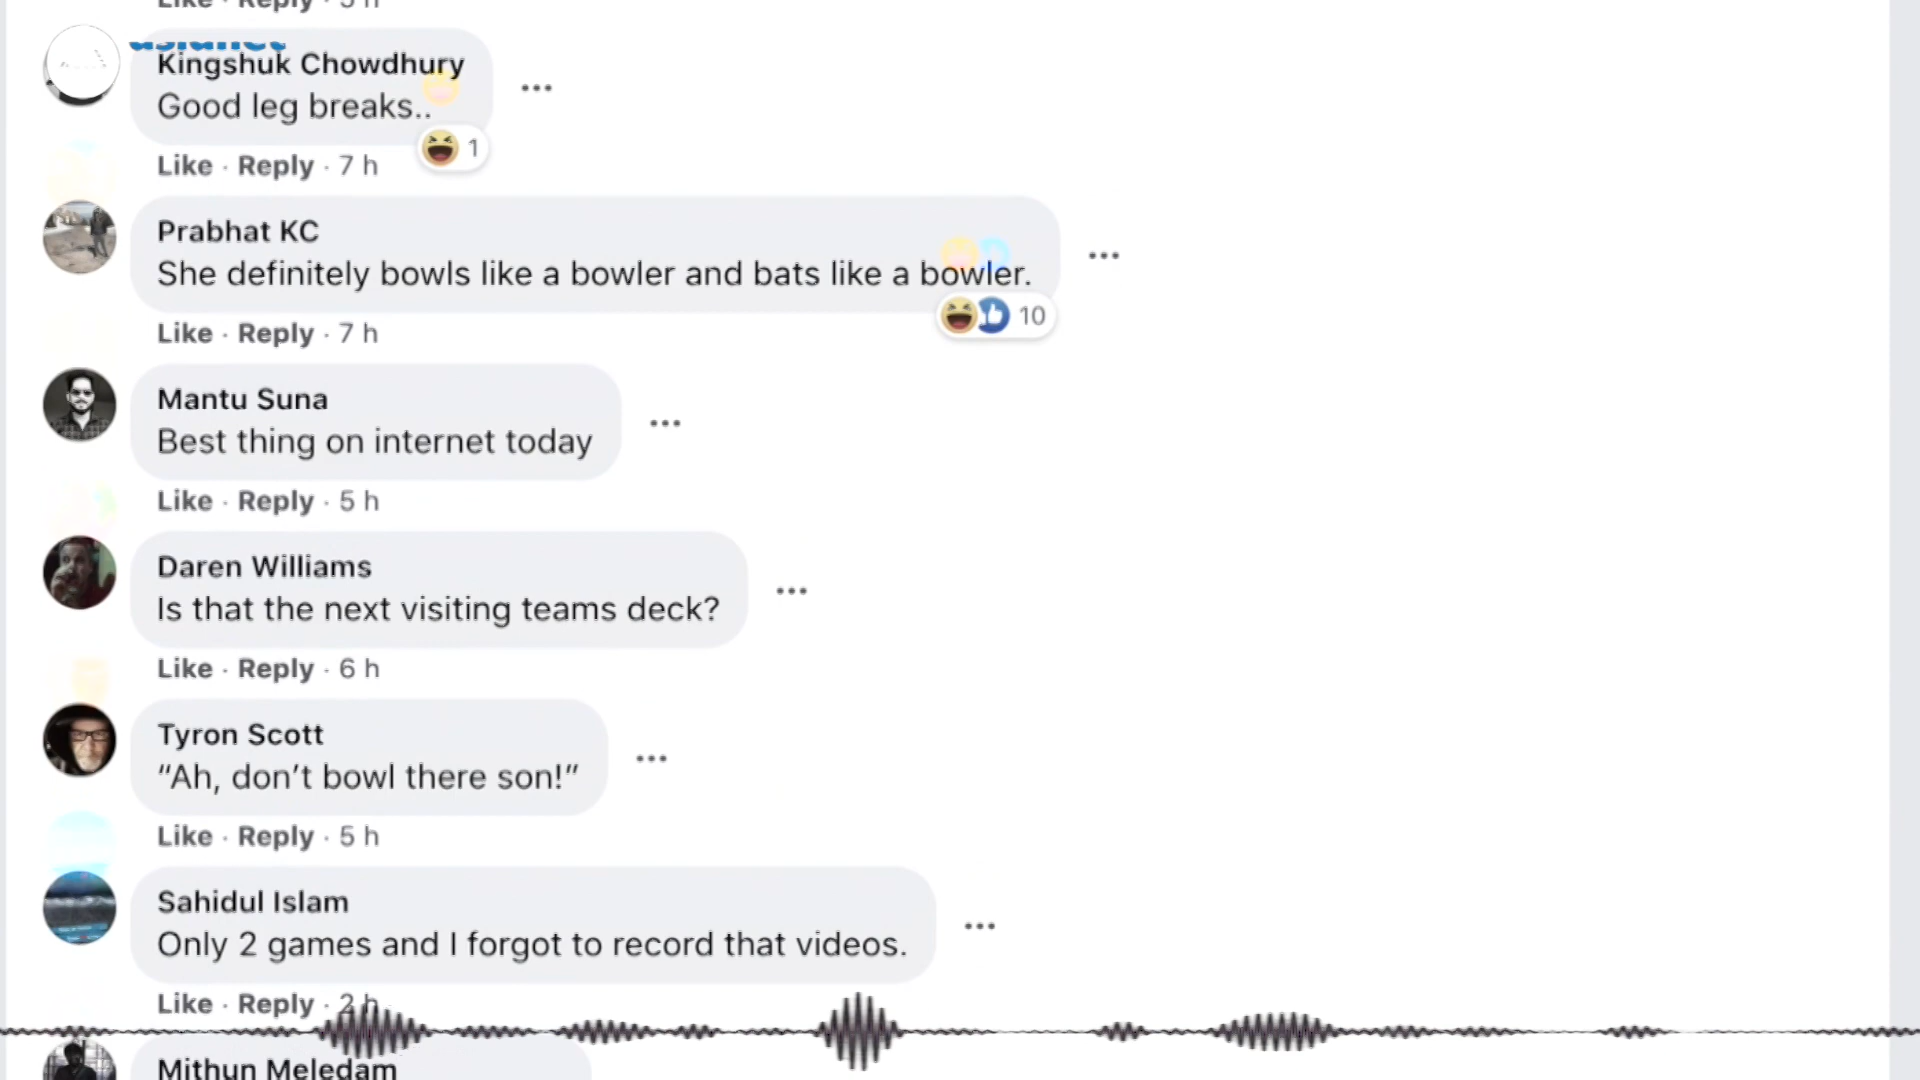 Like · Reply · 5 h
asianet
Kingshuk Chowdhury
Good leg breaks..
1
Like · Reply · 7 h
Prabhat KC
She definitely bowls like a bowler and bats like a bowler.
10
Like · Reply · 7 h
Mantu Suna
Best thing on internet today
Like · Reply · 5 h
Daren Williams
Is that the next visiting teams deck?
Like · Reply · 6 h
Tyron Scott
“Ah, don’t bowl there son!”
Like · Reply · 5 h
Sahidul Islam
Only 2 games and I forgot to record that videos.
Like · Reply · 2 h
Mithun Meledam